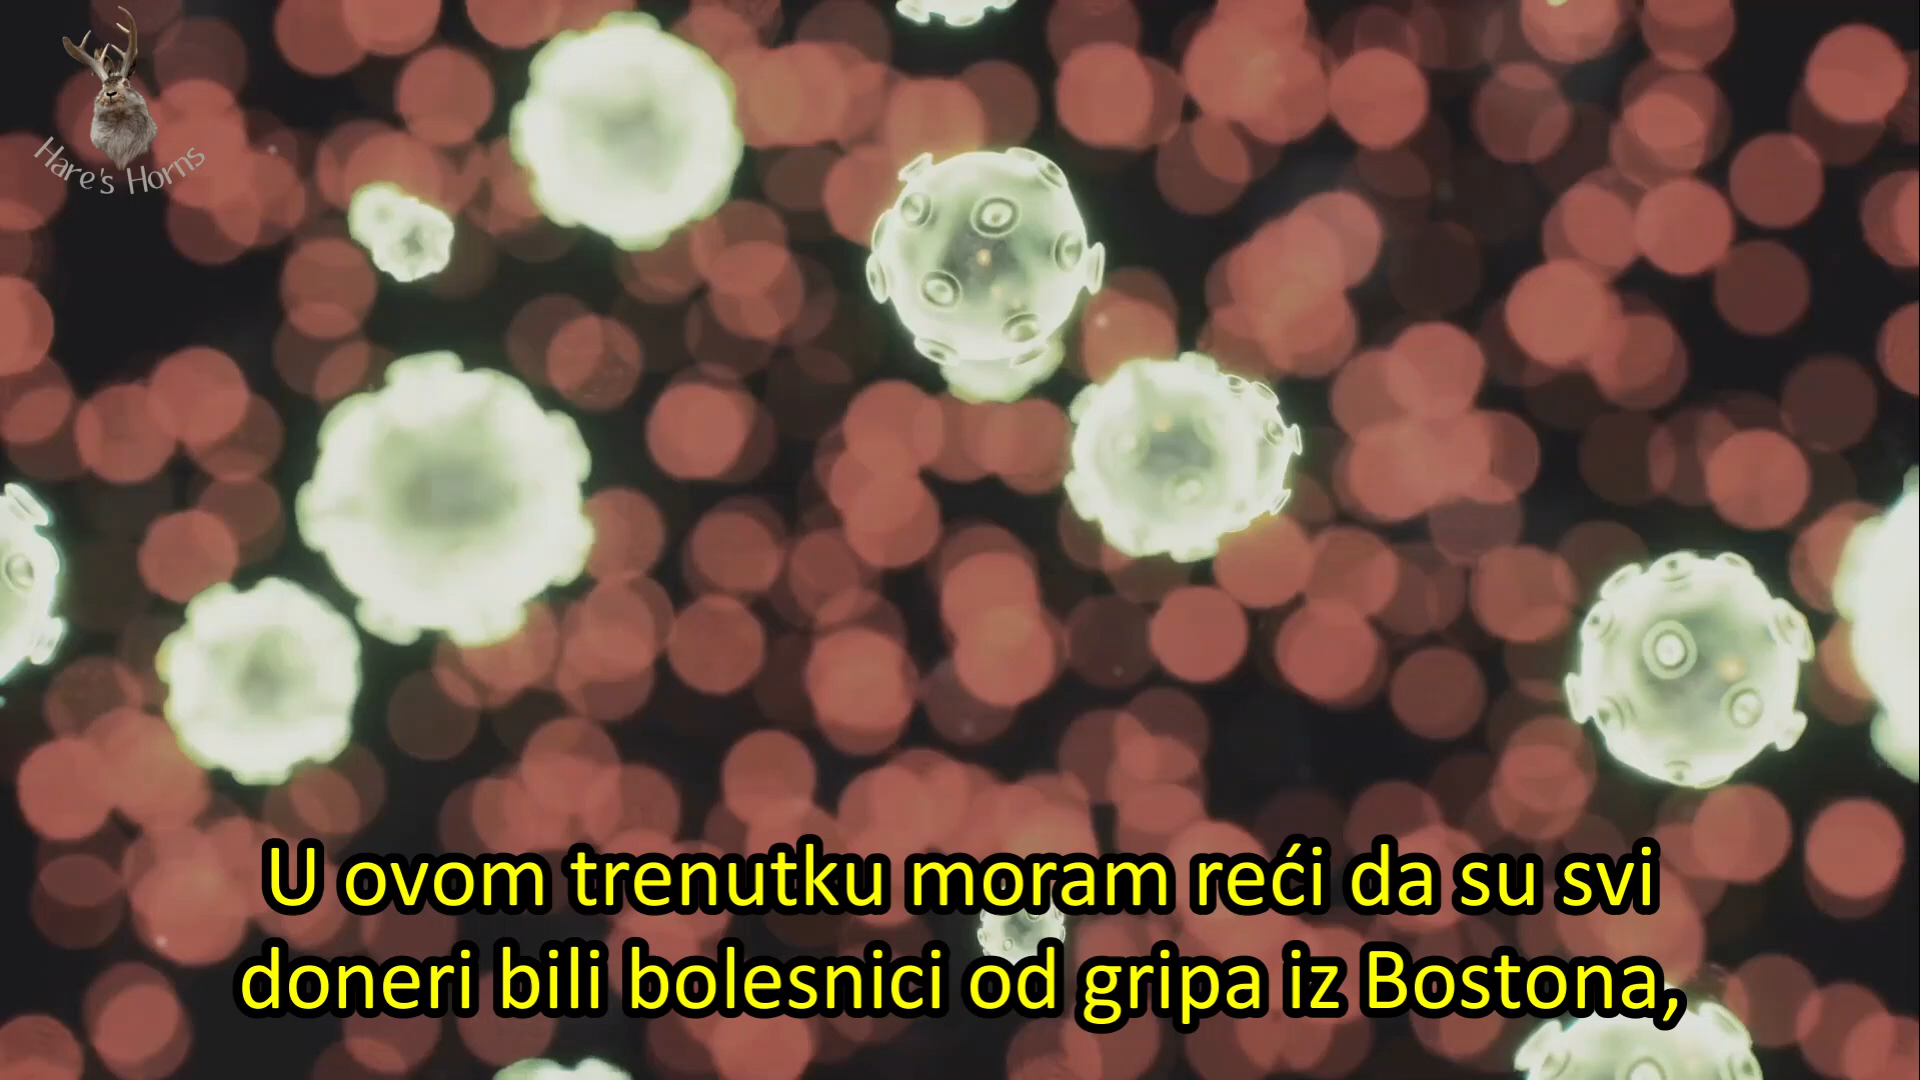 Hare's Horns
U ovom trenutku moram reći da su svi
doneri bili bolesnici od gripa iz Bostona,